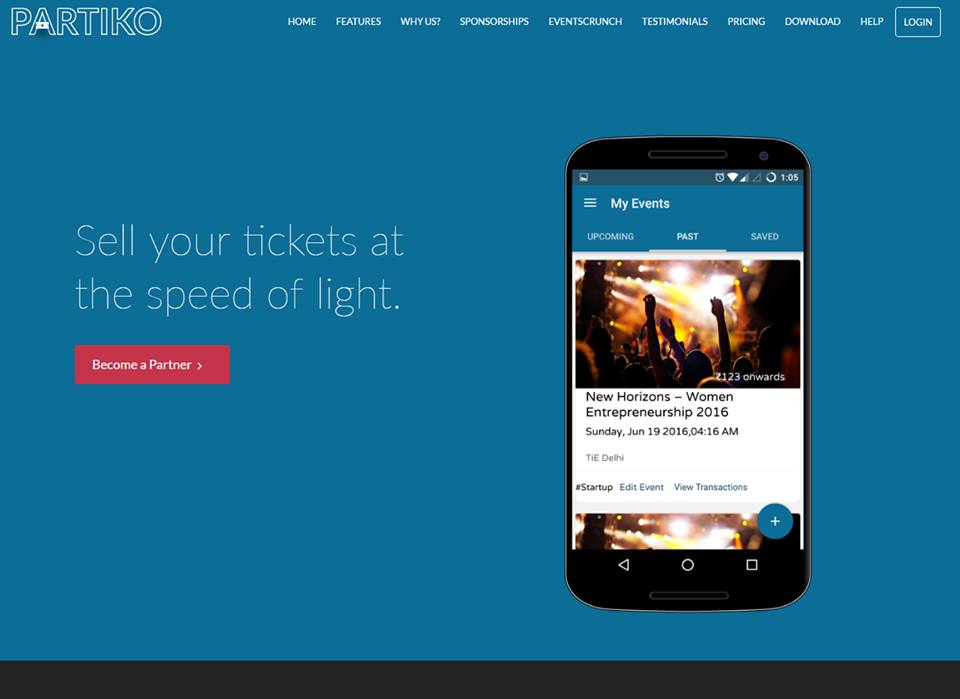 PARTIKO
HOME FEATURES WHY US? SPONSORSHIPS EVENTSCRUNCH TESTIMONIALS PRICING DOWNLOAD HELP LOGIN
Sell your tickets at
the speed of light.
Become a Partner
1:05
My Events
UPCOMING PAST SAVED
₹123 onwards
New Horizons – Women
Entrepreneurship 2016
Sunday, Jun 19 2016,04:16 AM
TiE Delhi
#Startup Edit Event View Transactions